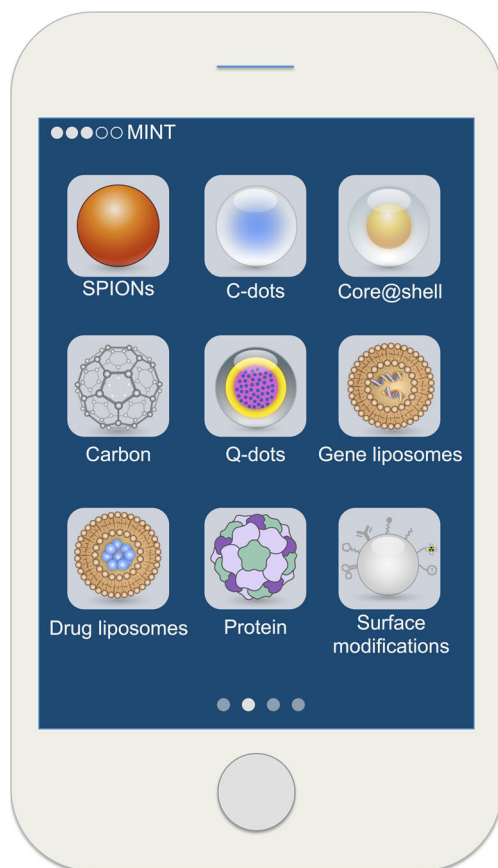 MINT
SPIONs
C-dots
Core@shell
Carbon
Q-dots
Gene liposomes
Drug liposomes
Protein
Surface
modifications